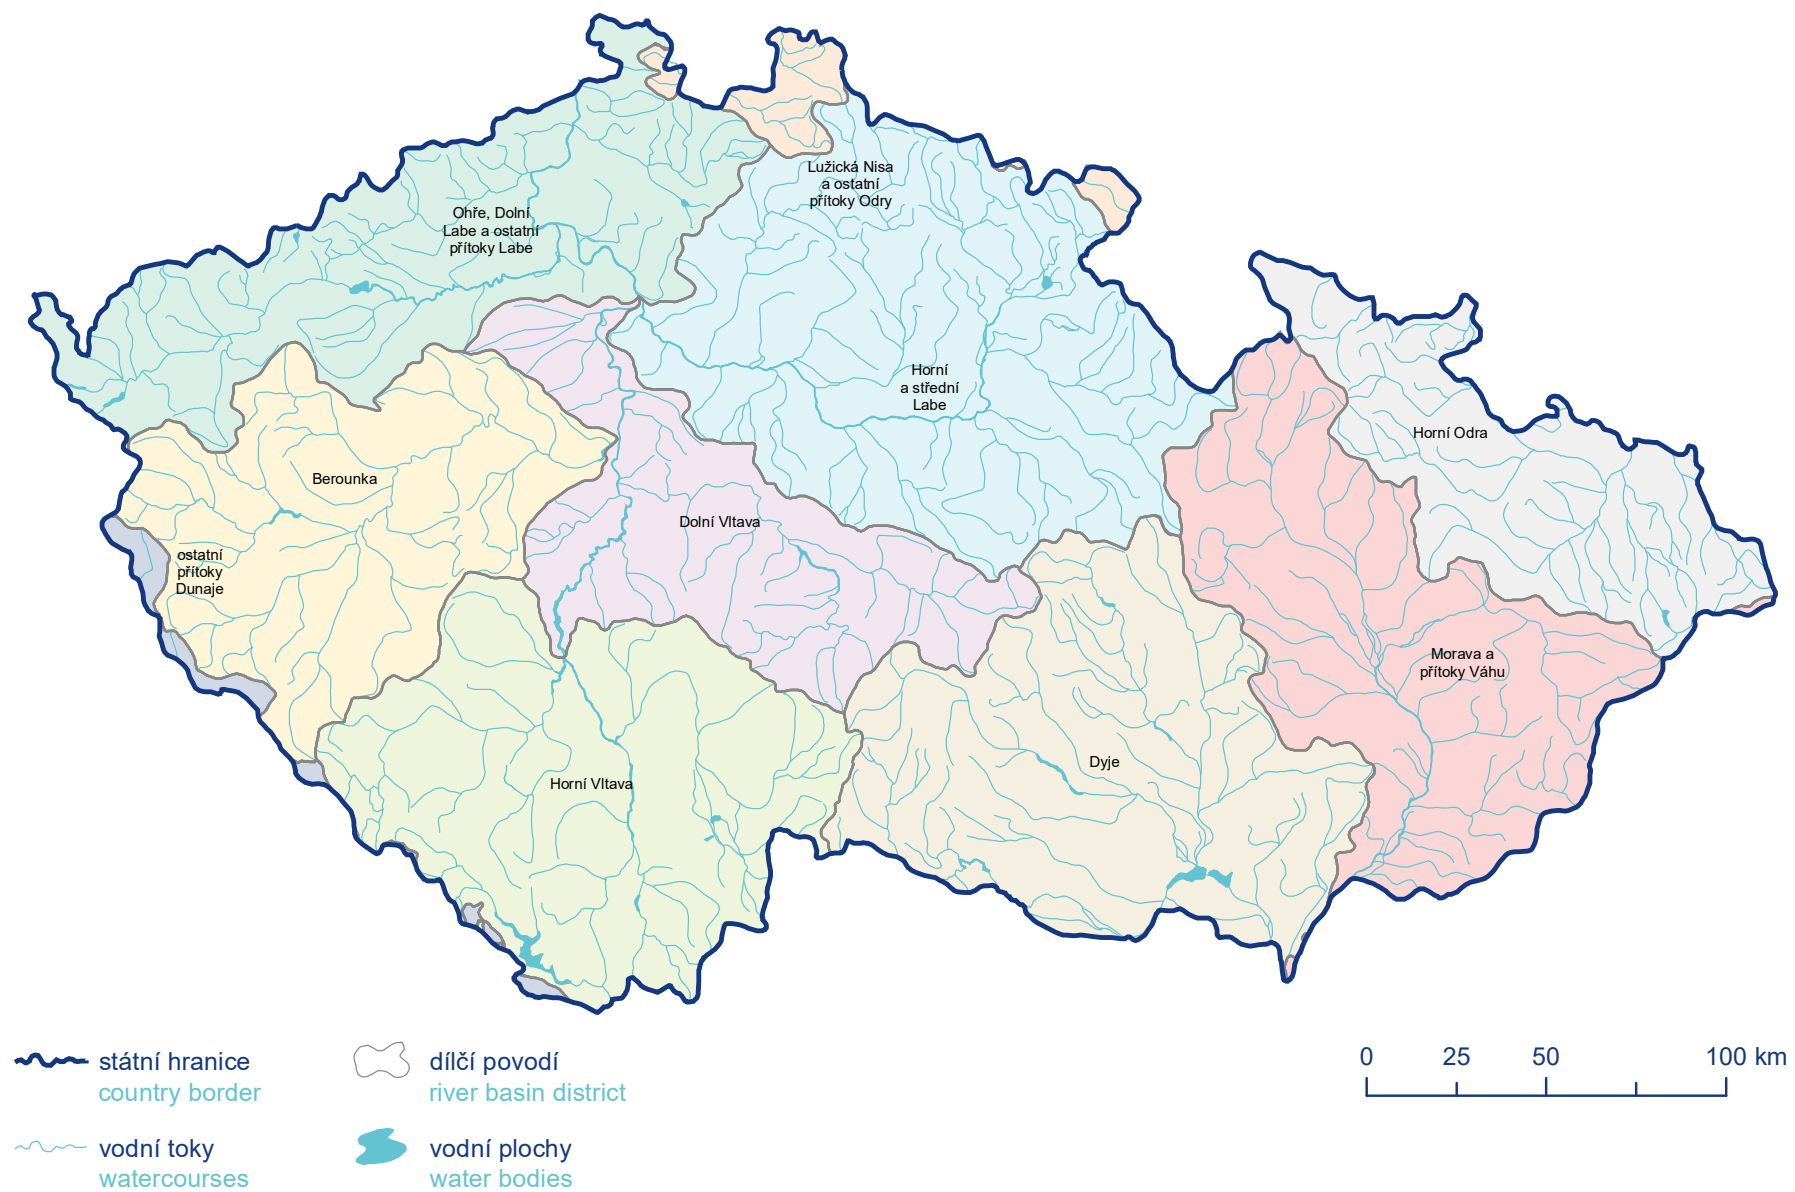 Lužická Nisa
a ostatní
přítoky Odry
Ohře, Dolní
Labe a ostatní
přítoky Labe
Horní
a střední
Labe
Horní Odra
Berounka
Dolní Vltava
ostatní
přítoky
Dunaje
Morava a
přítoky Váhu
Dyje
Horní Vltava
státní hranice
country border
dílčí povodí
river basin district
0 25 50 100 km
vodní toky
watercourses
vodní plochy
water bodies